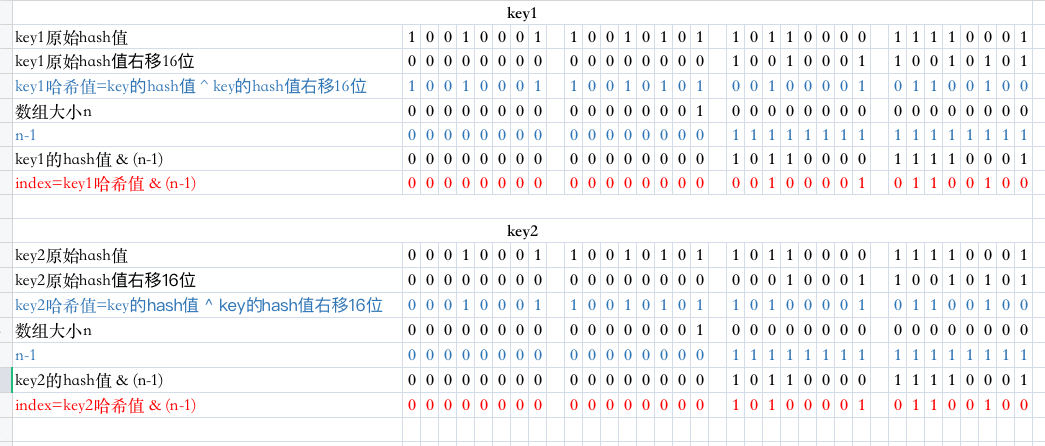 key1
key1原始hash值 1 0 0 1 0 0 0 1 1 0 0 1 0 1 0 1 1 0 1 1 0 0 0 0 1 1 1 1 0 0 0 1
key1原始hash值右移16位 0 0 0 0 0 0 0 0 0 0 0 0 0 0 0 0 1 0 0 1 0 0 0 1 1 0 0 1 0 1 0 1
key1哈希值=key的hash值 ^ key的hash值右移16位 1 0 0 1 0 0 0 1 1 0 0 1 0 1 0 1 0 0 1 0 0 0 0 1 0 1 1 0 0 1 0 0
数组大小n 0 0 0 0 0 0 0 0 0 0 0 0 0 0 0 1 0 0 0 0 0 0 0 0 0 0 0 0 0 0 0 0
n-1 0 0 0 0 0 0 0 0 0 0 0 0 0 0 0 0 1 1 1 1 1 1 1 1 1 1 1 1 1 1 1 1
key1的hash值 & (n-1) 0 0 0 0 0 0 0 0 0 0 0 0 0 0 0 0 1 0 1 1 0 0 0 0 1 1 1 1 0 0 0 1
index=key1哈希值 & (n-1) 0 0 0 0 0 0 0 0 0 0 0 0 0 0 0 0 0 0 1 0 0 0 0 1 0 1 1 0 0 1 0 0
key2
key2原始hash值 0 0 0 1 0 0 0 1 1 0 0 1 0 1 0 1 1 0 1 1 0 0 0 0 1 1 1 1 0 0 0 1
key2原始hash值右移16位 0 0 0 0 0 0 0 0 0 0 0 0 0 0 0 0 0 0 0 1 0 0 0 1 1 0 0 1 0 1 0 1
key2哈希值=key的hash值 ^ key的hash值右移16位 0 0 0 1 0 0 0 1 1 0 0 1 0 1 0 1 1 0 1 0 0 0 0 1 0 1 1 0 0 1 0 0
数组大小n 0 0 0 0 0 0 0 0 0 0 0 0 0 0 0 1 0 0 0 0 0 0 0 0 0 0 0 0 0 0 0 0
n-1 0 0 0 0 0 0 0 0 0 0 0 0 0 0 0 0 1 1 1 1 1 1 1 1 1 1 1 1 1 1 1 1
key2的hash值 & (n-1) 0 0 0 0 0 0 0 0 0 0 0 0 0 0 0 0 1 0 1 1 0 0 0 0 1 1 1 1 0 0 0 1
index=key2哈希值 & (n-1) 0 0 0 0 0 0 0 0 0 0 0 0 0 0 0 0 1 0 1 0 0 0 0 1 0 1 1 0 0 1 0 0